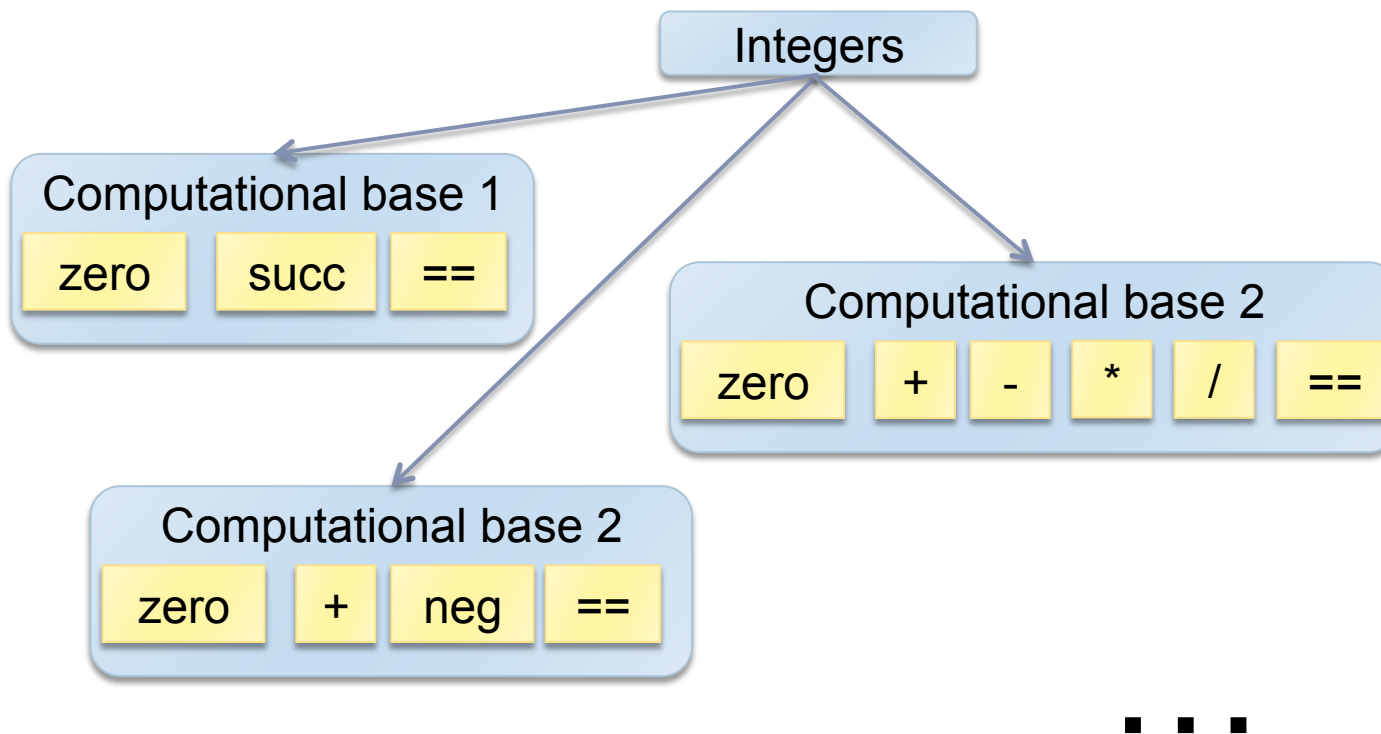 Integers
Computational base 1
zero succ ==
Computational base 2
zero + - * / ==
Computational base 2
zero + neg ==
...